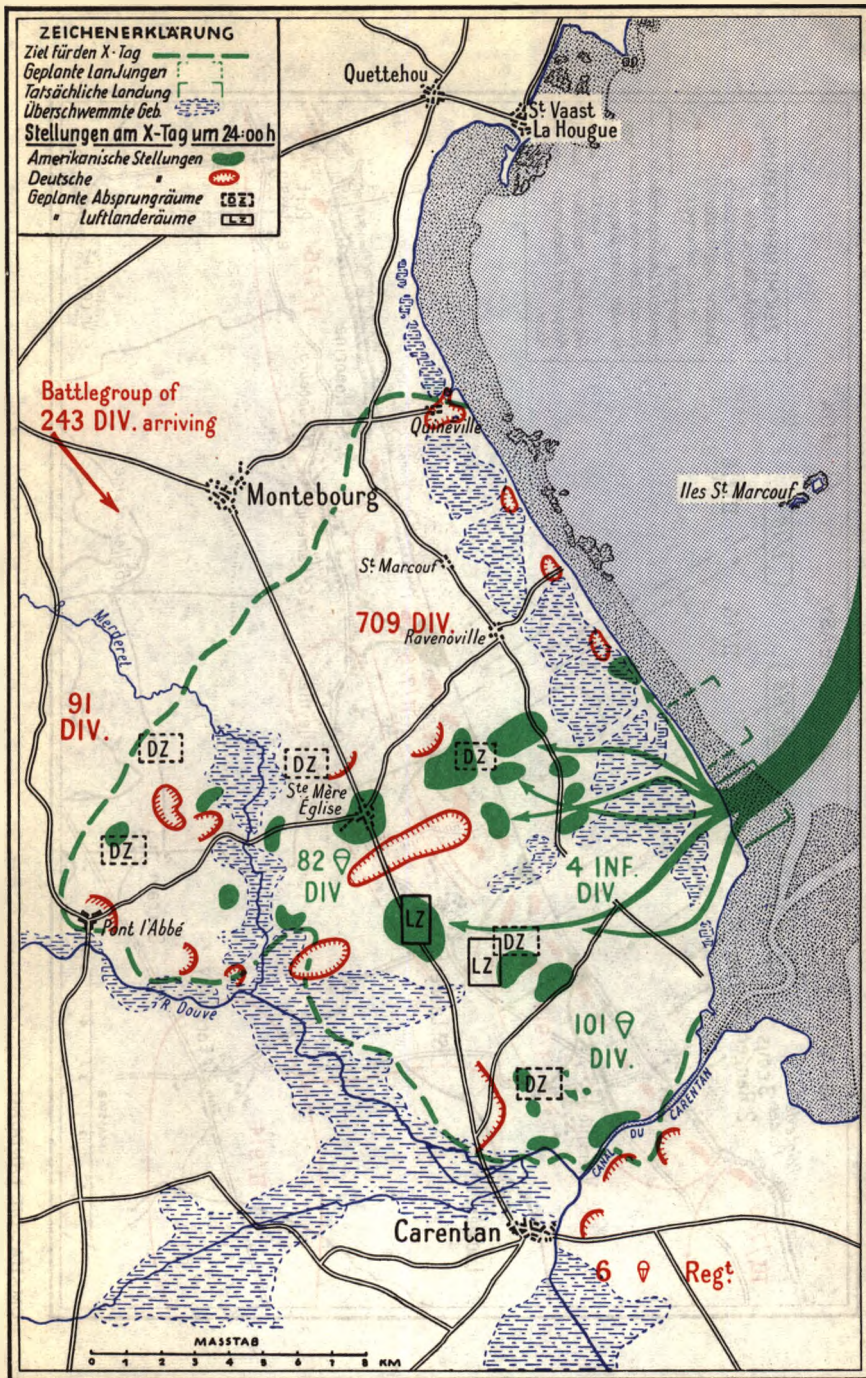 ZEICHENERKLÄRUNG
Ziel für den X-Tag
Geplante Landungen
Tatsächliche Landung
Überschwemmte Geb.
Stellungen am X-Tag um 24:00 h
Amerikanische Stellungen
Deutsche "
Geplante Absprungräume DZ
" Luftlanderäume LZ
Quettehou
St Vaast
La Hougue
Battlegroup of
243 DIV. arriving
Quineville
Montebourg
Iles St Marcouf
St Marcouf
709 DIV.
Ravenoville
Merderet
91
DIV.
DZ
DZ
DZ
Ste Mère
Église
DZ
82
DIV
4 INF.
DIV.
LZ
DZ
LZ
Pont l'Abbé
R. Douve
101
DIV.
DZ
CANAL DU CARENTAN
Carentan
6 Regt.
MASSTAB
0 1 2 3 4 5 6 7 8 KM